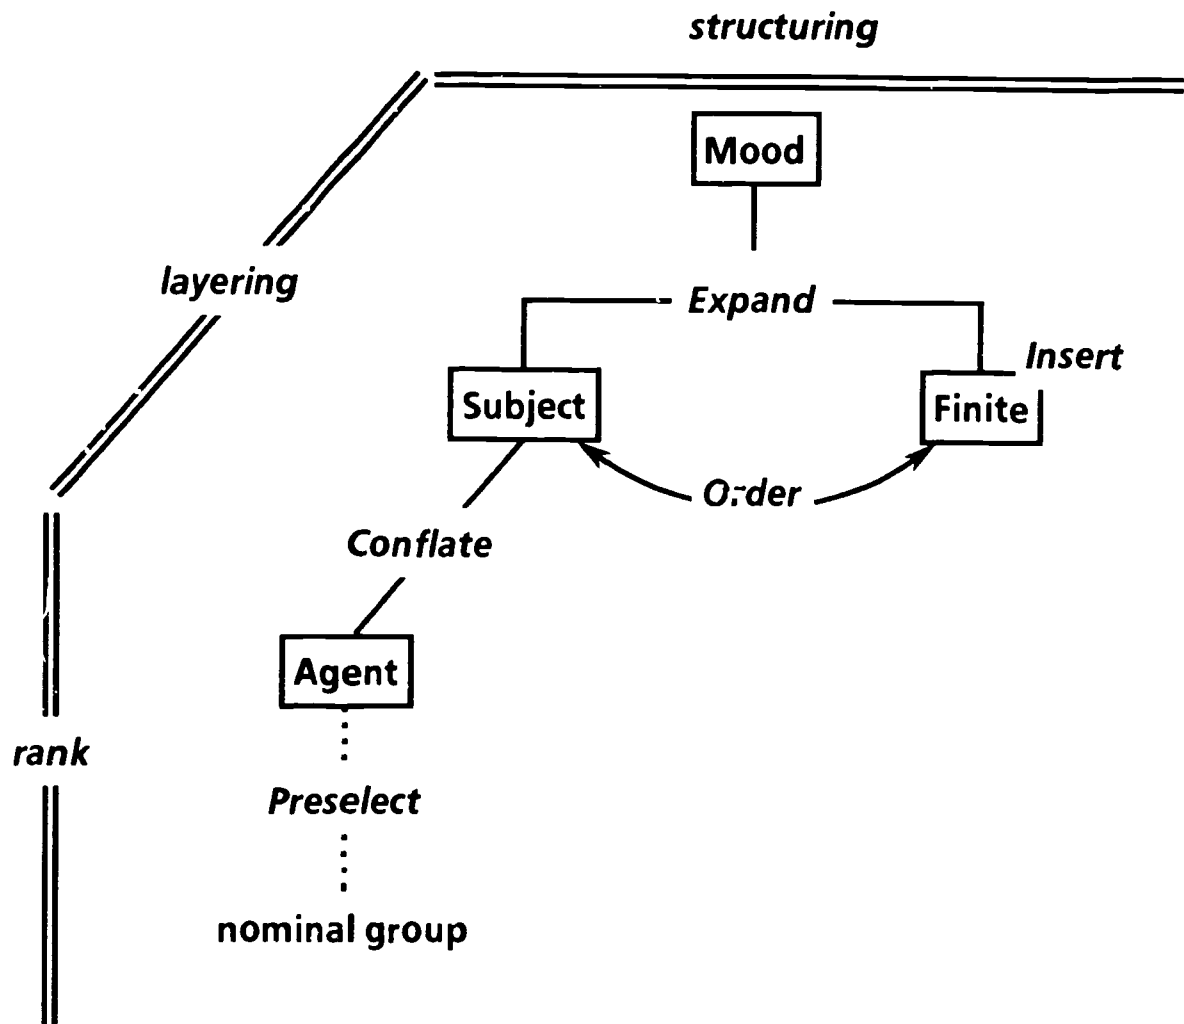 structuring
Mood
layering
Expand
Insert
Subject
Finite
Order
Conflate
Agent
rank
Preselect
nominal group